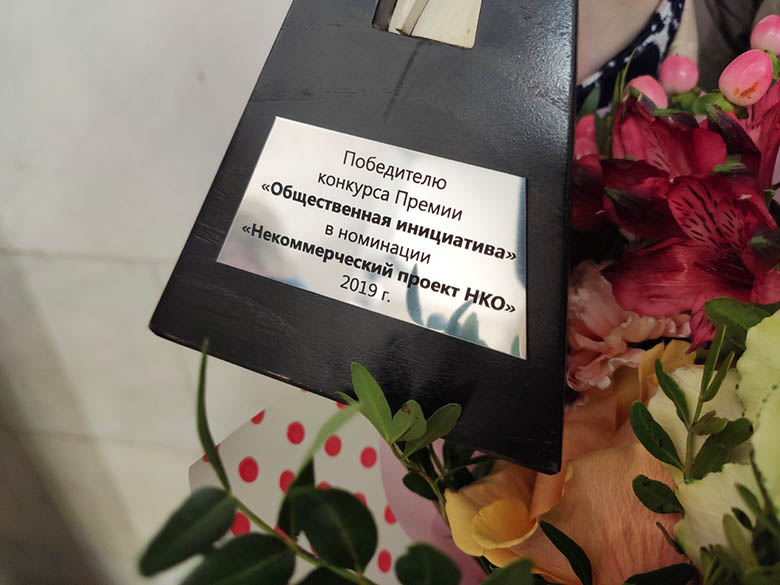 Победителю
конкурса Премии
«Общественная инициатива»
в номинации
«Некоммерческий проект НКО»
2019 г.